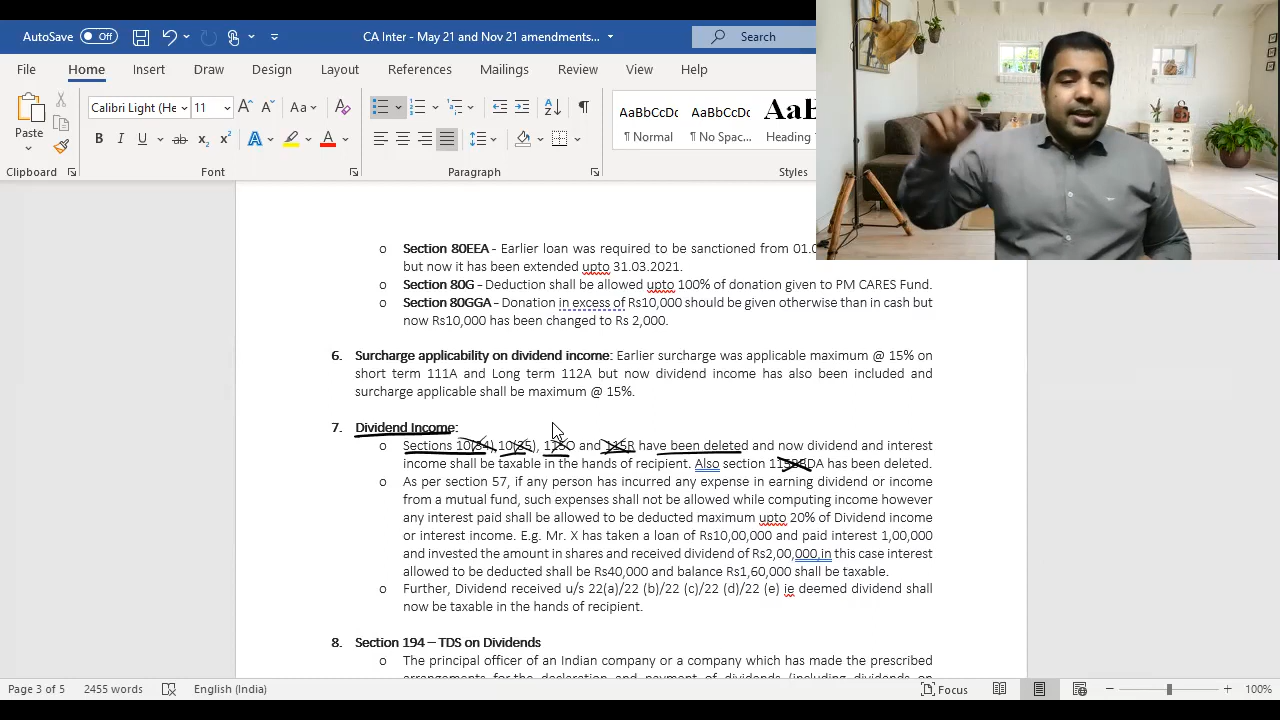 AutoSave Off CA Inter - May 21 and Nov 21 amendments... Search
File Home Insert Draw Design Layout References Mailings Review View Help
Paste
Calibri Light (He 11 Aa
B I U ab x₂ x² A A
AaBbCcDc AaBbCcDc AaB
¶ Normal ¶ No Spac... Heading
Clipboard Font Paragraph Styles
o Section 80EEA - Earlier loan was required to be sanctioned from 01.0
but now it has been extended upto 31.03.2021.
o Section 80G - Deduction shall be allowed upto 100% of donation given to PM CARES Fund.
o Section 80GGA - Donation in excess of Rs10,000 should be given otherwise than in cash but
now Rs10,000 has been changed to Rs 2,000.
6. Surcharge applicability on dividend income: Earlier surcharge was applicable maximum @ 15% on
short term 111A and Long term 112A but now dividend income has also been included and
surcharge applicable shall be maximum @ 15%.
7. Dividend Income:
o Sections 10(34),10(35), 115O and 115R have been deleted and now dividend and interest
income shall be taxable in the hands of recipient. Also section 115BBDA has been deleted.
o As per section 57, if any person has incurred any expense in earning dividend or income
from a mutual fund, such expenses shall not be allowed while computing income however
any interest paid shall be allowed to be deducted maximum upto 20% of Dividend income
or interest income. E.g. Mr. X has taken a loan of Rs10,00,000 and paid interest 1,00,000
and invested the amount in shares and received dividend of Rs2,00,000,in this case interest
allowed to be deducted shall be Rs40,000 and balance Rs1,60,000 shall be taxable.
o Further, Dividend received u/s 22(a)/22 (b)/22 (c)/22 (d)/22 (e) ie deemed dividend shall
now be taxable in the hands of recipient.
8. Section 194 – TDS on Dividends
o The principal officer of an Indian company or a company which has made the prescribed
arrangements for the declaration and payment of dividends (including dividends on
Page 3 of 5 2455 words English (India) Focus 100%